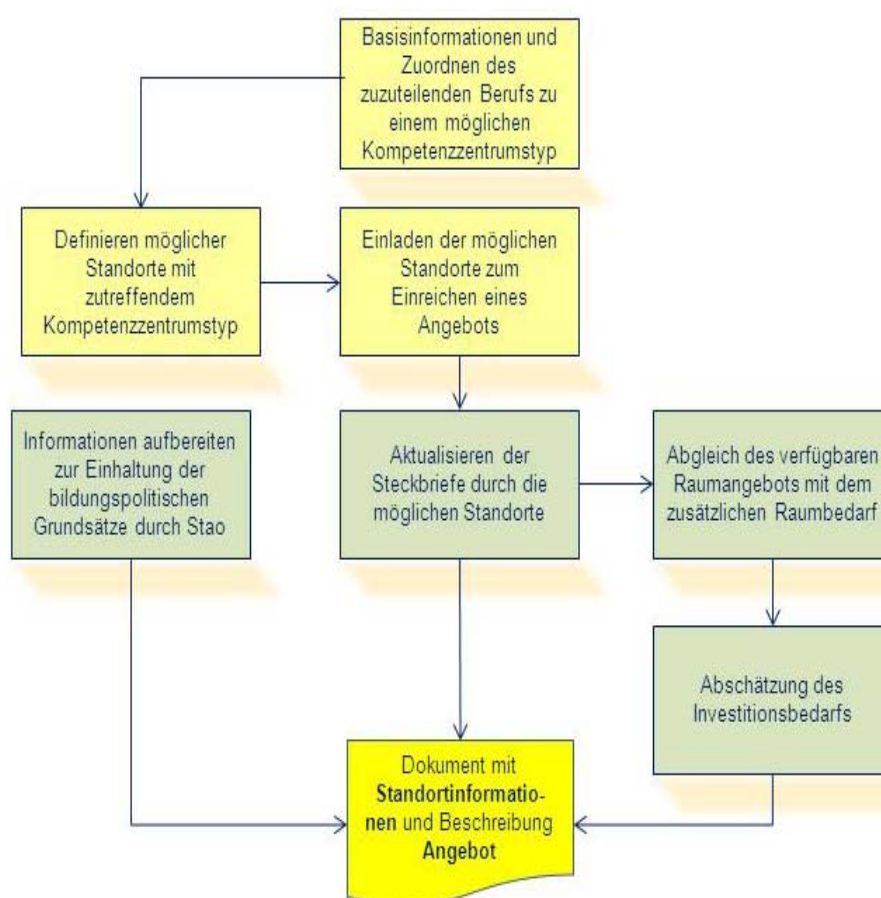 Basisinformationen und
Zuordnen des
zuzuteilenden Berufs zu
einem möglichen
Kompetenzzentrumstyp
Definieren möglicher
Standorte mit
zutreffendem
Kompetenzzentrumstyp
Einladen der möglichen
Standorte zum
Einreichen eines
Angebots
Informationen aufbereiten
zur Einhaltung der
bildungspolitischen
Grundsätze durch Stao
Aktualisieren der
Steckbriefe durch die
möglichen Standorte
Abgleich des verfügbaren
Raumangebots mit dem
zusätzlichen Raumbedarf
Abschätzung des
Investitionsbedarfs
Dokument mit
Standortinformatio-
nen und Beschreibung
Angebot